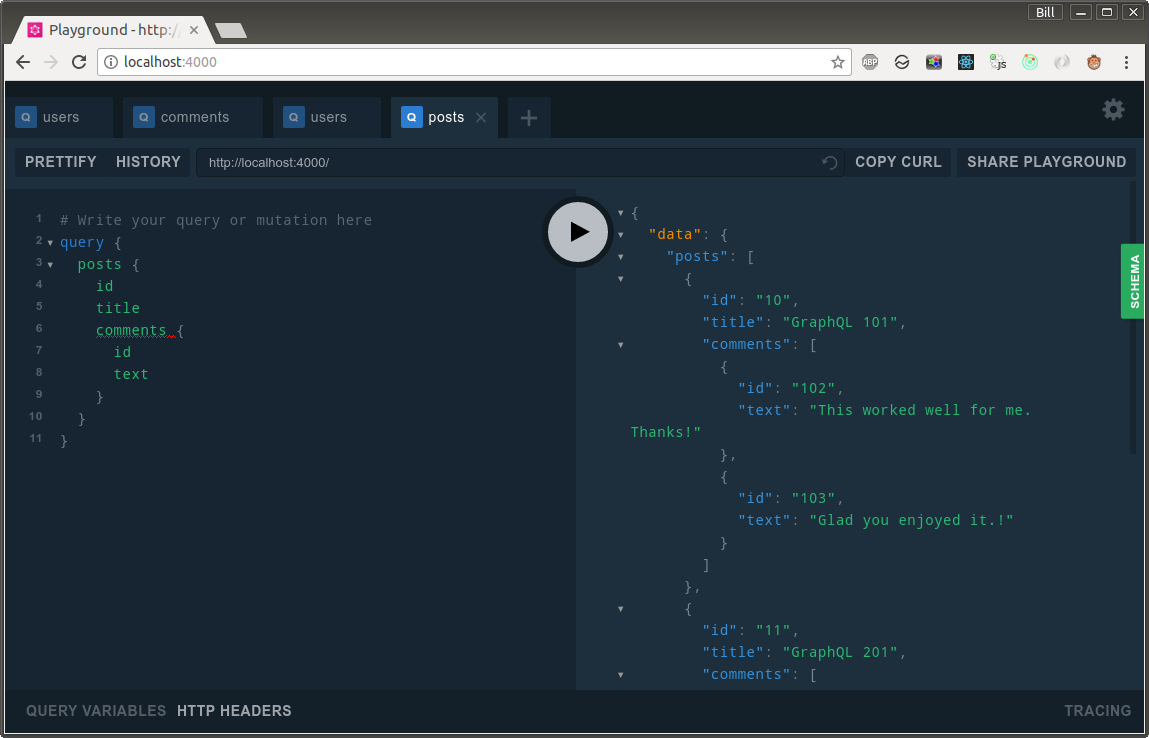 Bill
Playground - http:/
localhost:4000
ABP
JS
users
comments
users
posts
PRETTIFY HISTORY http://localhost:4000/ COPY CURL SHARE PLAYGROUND
1 # Write your query or mutation here
2 query {
3 posts {
4 id
5 title
6 comments {
7 id
8 text
9 }
10 }
11 }
{
"data": {
"posts": [
{
"id": "10",
"title": "GraphQL 101",
"comments": [
{
"id": "102",
"text": "This worked well for me.
Thanks!"
},
{
"id": "103",
"text": "Glad you enjoyed it.!"
}
]
},
{
"id": "11",
"title": "GraphQL 201",
"comments": [
SCHEMA
QUERY VARIABLES HTTP HEADERS TRACING